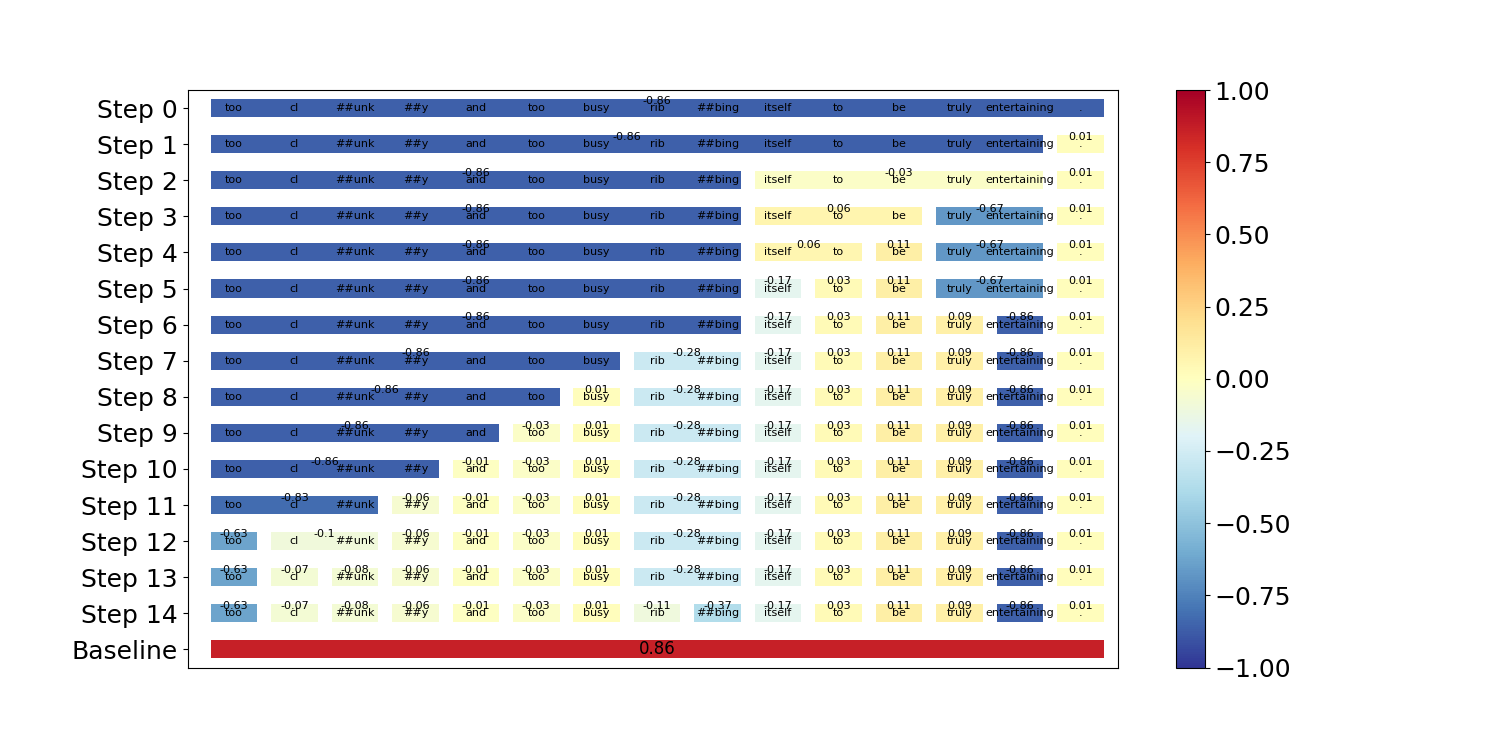 -0.86
Step 0 too cl ##unk ##y and too busy rib ##bing itself to be truly entertaining . 1.00
-0.86 0.01
Step 1 too cl ##unk ##y and too busy rib ##bing itself to be truly entertaining . 0.75
-0.86 -0.03 0.01
Step 2 too cl ##unk ##y and too busy rib ##bing itself to be truly entertaining .
-0.86 0.06 -0.67 0.01
Step 3 too cl ##unk ##y and too busy rib ##bing itself to be truly entertaining . 0.50
-0.86 0.06 0.11 -0.67 0.01
Step 4 too cl ##unk ##y and too busy rib ##bing itself to be truly entertaining .
-0.86 -0.17 0.03 0.11 -0.67 0.01
Step 5 too cl ##unk ##y and too busy rib ##bing itself to be truly entertaining . 0.25
-0.86 -0.17 0.03 0.11 0.09 -0.86 0.01
Step 6 too cl ##unk ##y and too busy rib ##bing itself to be truly entertaining .
-0.86 -0.28 -0.17 0.03 0.11 0.09 -0.86 0.01
Step 7 too cl ##unk ##y and too busy rib ##bing itself to be truly entertaining . 0.00
-0.86 0.01 -0.28 -0.17 0.03 0.11 0.09 -0.86 0.01
Step 8 too cl ##unk ##y and too busy rib ##bing itself to be truly entertaining .
-0.86 -0.03 0.01 -0.28 -0.17 0.03 0.11 0.09 -0.86 0.01
Step 9 too cl ##unk ##y and too busy rib ##bing itself to be truly entertaining . −0.25
-0.86 -0.01 -0.03 0.01 -0.28 -0.17 0.03 0.11 0.09 -0.86 0.01
Step 10 too cl ##unk ##y and too busy rib ##bing itself to be truly entertaining .
-0.83 -0.06 -0.01 -0.03 0.01 -0.28 -0.17 0.03 0.11 0.09 -0.86 0.01
Step 11 too cl ##unk ##y and too busy rib ##bing itself to be truly entertaining . −0.50
-0.63 -0.1 -0.06 -0.01 -0.03 0.01 -0.28 -0.17 0.03 0.11 0.09 -0.86 0.01
Step 12 too cl ##unk ##y and too busy rib ##bing itself to be truly entertaining .
-0.63 -0.07 -0.08 -0.06 -0.01 -0.03 0.01 -0.28 -0.17 0.03 0.11 0.09 -0.86 0.01
Step 13 too cl ##unk ##y and too busy rib ##bing itself to be truly entertaining . −0.75
-0.63 -0.07 -0.08 -0.06 -0.01 -0.03 0.01 -0.11 -0.37 -0.17 0.03 0.11 0.09 -0.86 0.01
Step 14 too cl ##unk ##y and too busy rib ##bing itself to be truly entertaining .
Baseline 0.86 −1.00